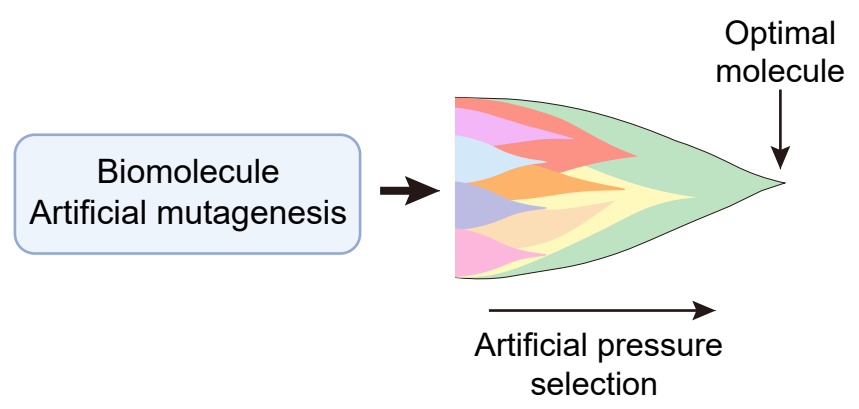 Biomolecule
Artificial mutagenesis
Optimal
molecule
Artificial pressure
selection